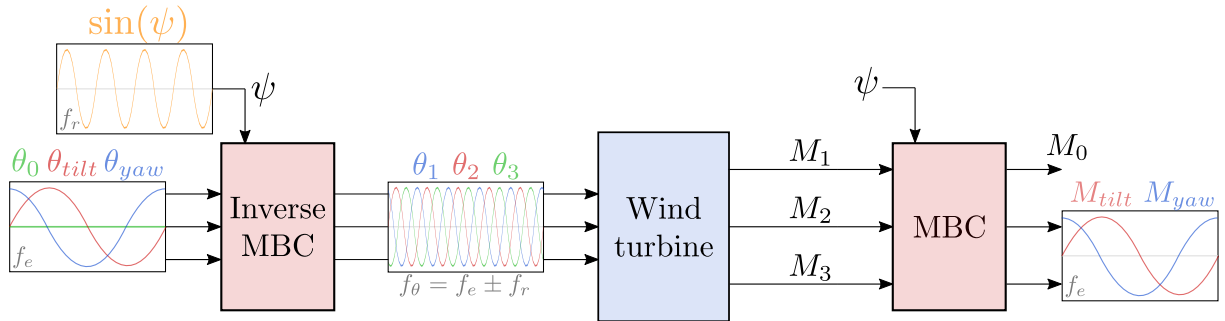 sin(ψ)
f_r
ψ
θ_0 θ_tilt θ_yaw
f_e
Inverse
MBC
θ_1 θ_2 θ_3
f_θ = f_e ± f_r
Wind
turbine
M_1
M_2
M_3
ψ
MBC
M_0
M_tilt M_yaw
f_e